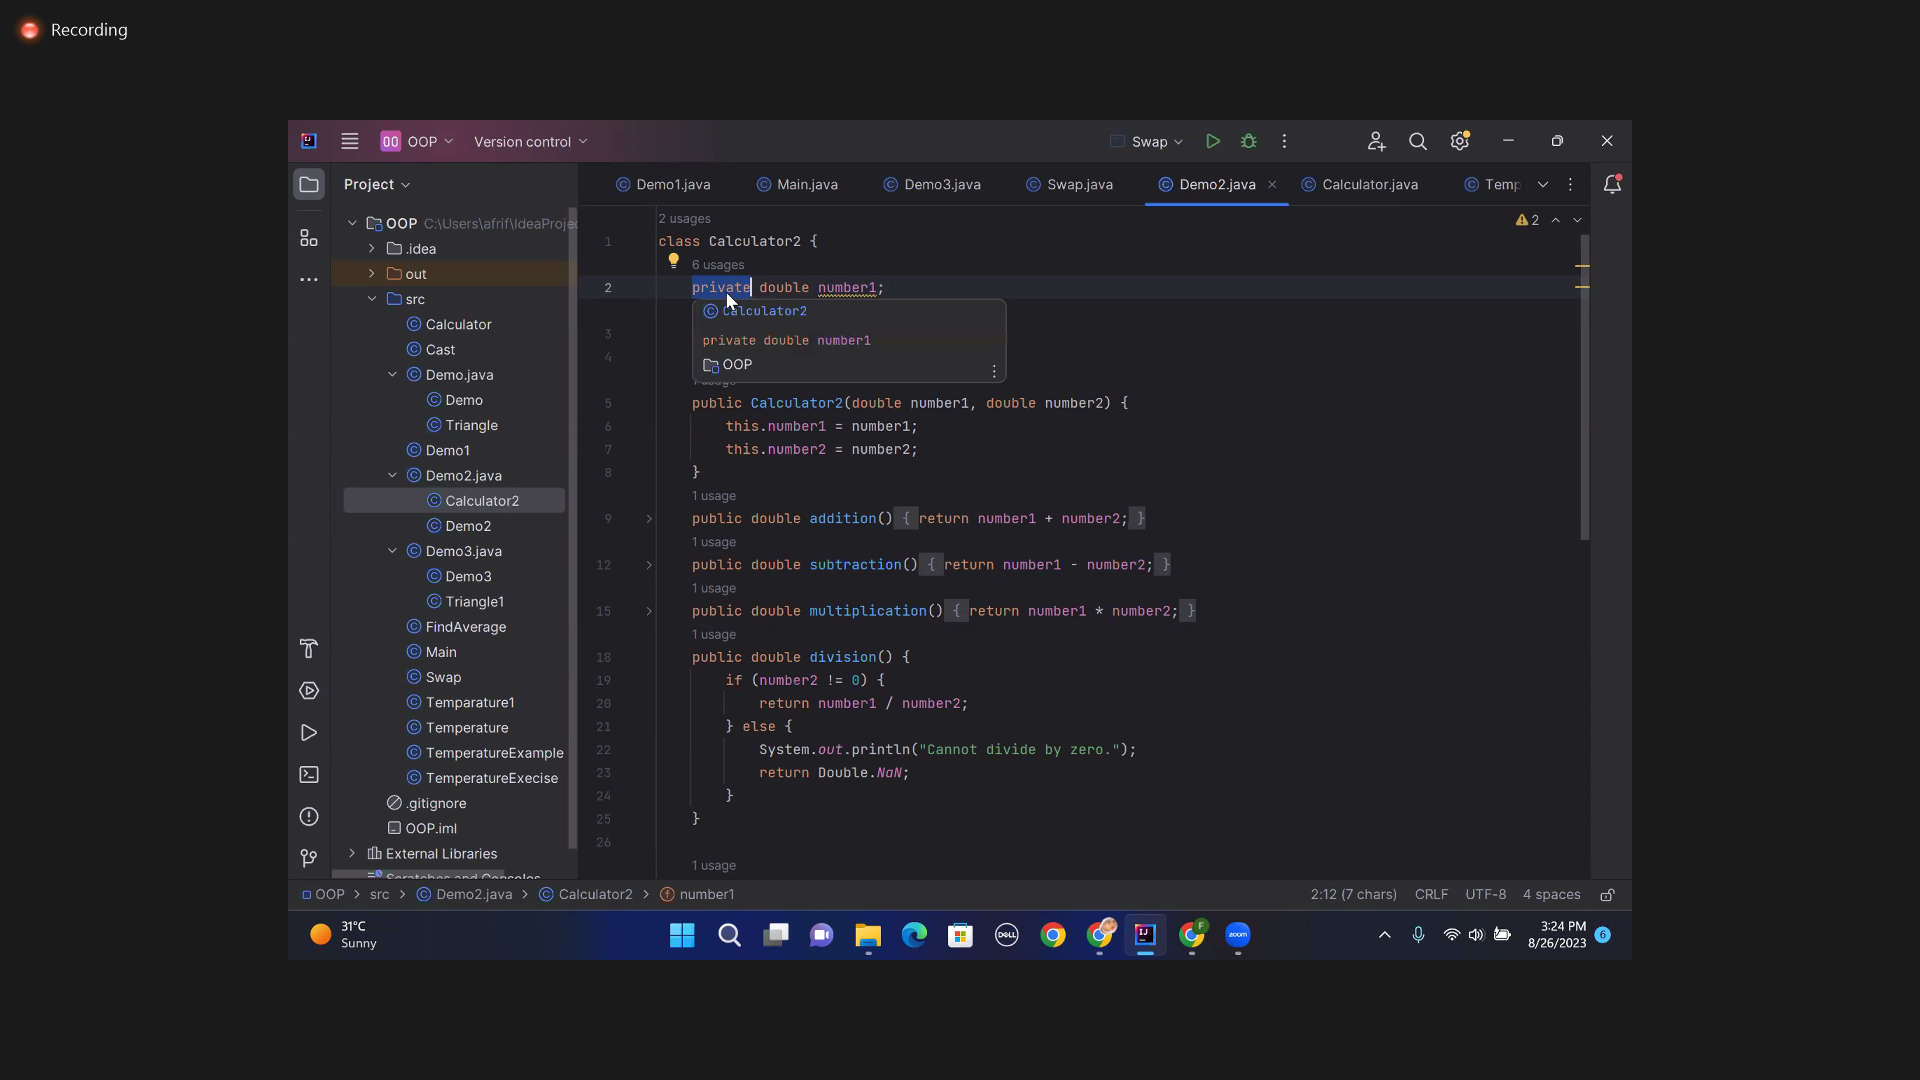 Recording
OOP
Version control
Swap
Project
Demo1.java
Main.java
Demo3.java
Swap.java
Demo2.java
Calculator.java
Temp
OOP C:\Users\afrif\IdeaProje
.idea
out
src
Calculator
Cast
Demo.java
Demo
Triangle
Demo1
Demo2.java
Calculator2
Demo2
Demo3.java
Demo3
Triangle1
FindAverage
Main
Swap
Temparature1
Temperature
TemperatureExample
TemperatureExecise
.gitignore
OOP.iml
External Libraries
Scratches and Consoles
2 usages
2
1 class Calculator2 {
6 usages
2 private double number1;
Calculator2
3
private double number1
4
OOP
5 public Calculator2(double number1, double number2) {
6 this.number1 = number1;
7 this.number2 = number2;
8 }
1 usage
9 public double addition() { return number1 + number2; }
1 usage
12 public double subtraction() { return number1 - number2; }
1 usage
15 public double multiplication() { return number1 * number2; }
1 usage
18 public double division() {
19 if (number2 != 0) {
20 return number1 / number2;
21 } else {
22 System.out.println("Cannot divide by zero.");
23 return Double.NaN;
24 }
25 }
26
1 usage
OOP > src > Demo2.java > Calculator2 > number1
2:12 (7 chars) CRLF UTF-8 4 spaces
31°C
Sunny
DELL
F
zoom
3:24 PM
8/26/2023
6